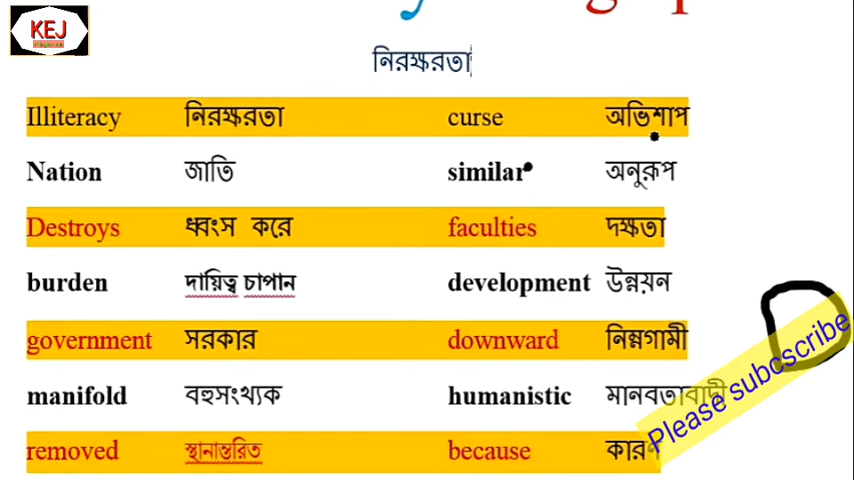 KEJ
নিরক্ষরতা
Illiteracy নিরক্ষরতা curse অভিশাপ
Nation জাতি similar অনুরূপ
Destroys ধ্বংস করে faculties দক্ষতা
burden দায়িত্ব চাপান development উন্নয়ন
government সরকার downward নিম্নগামী
manifold বহুসংখ্যক humanistic মানবতাবাদী
removed স্থানান্তরিত because কারণ
Please subcscribe